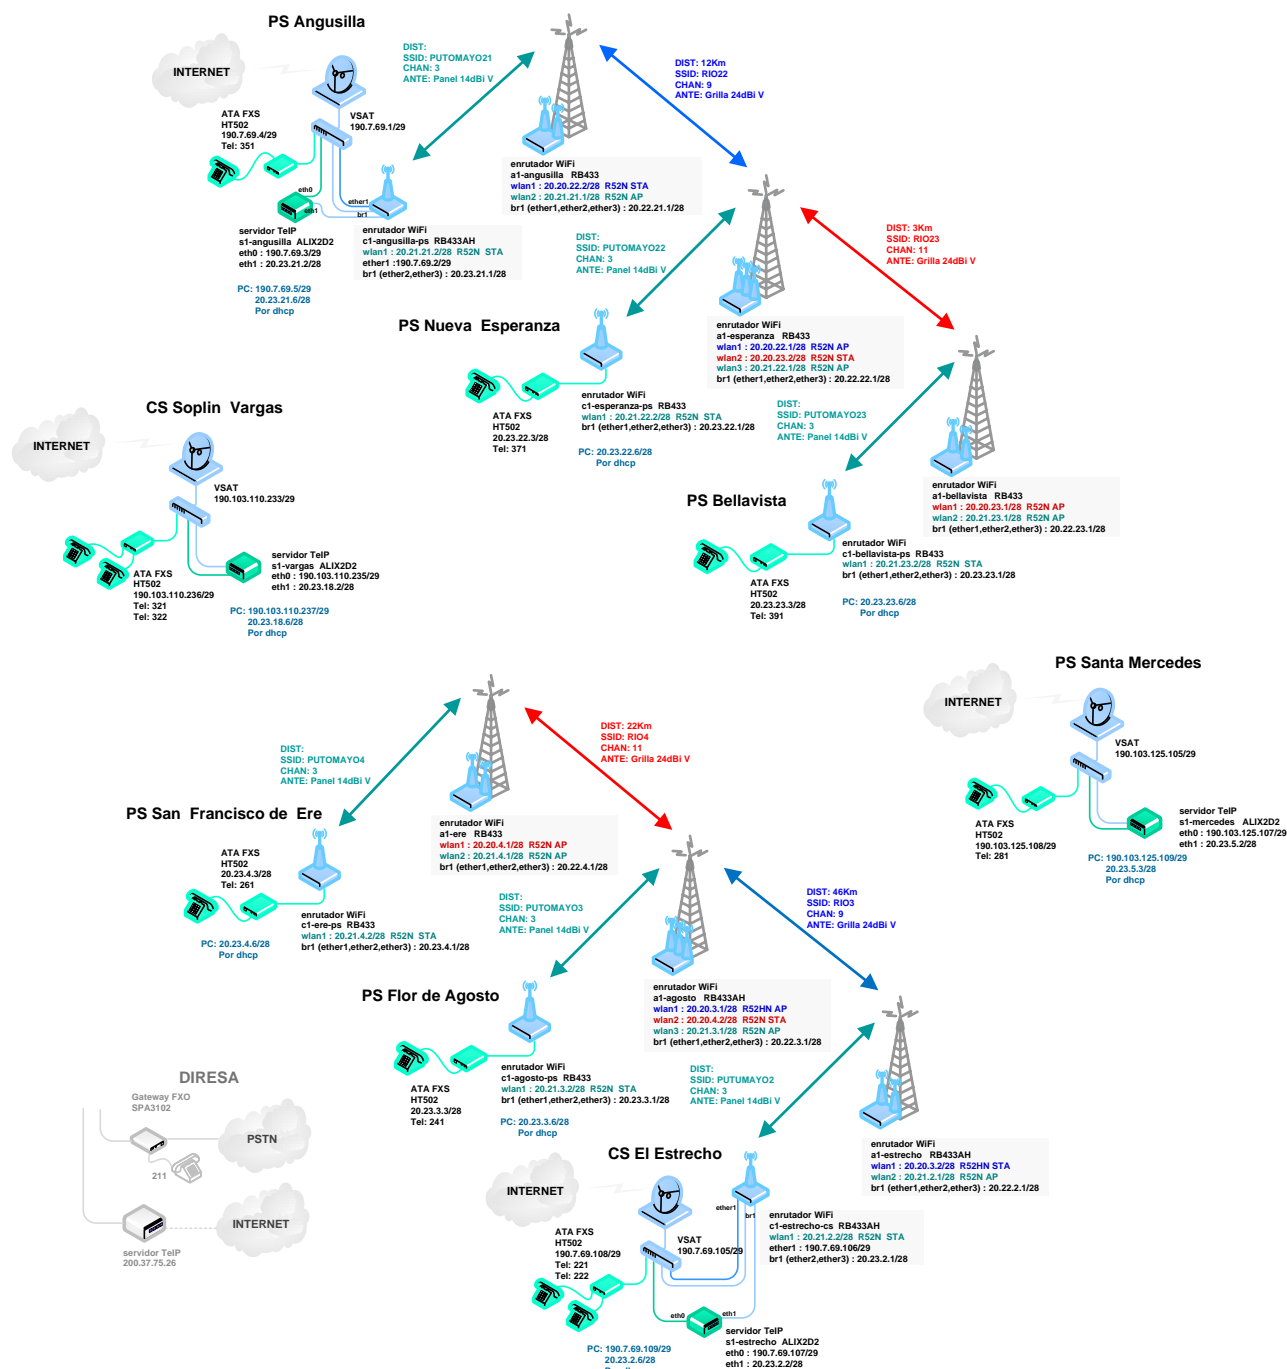 PS Angusilla
INTERNET
VSAT
190.7.69.1/29
ATA FXS
HT502
190.7.69.4/29
Tel: 351
eth0
eth1
ether1
br1
servidor TeIP
s1-angusilla  ALIX2D2
eth0 : 190.7.69.3/29
eth1 : 20.23.21.2/28
PC: 190.7.69.5/29
20.23.21.6/28
Por dhcp
enrutador WiFi
c1-angusilla-ps  RB433AH
wlan1 : 20.21.21.2/28  R52N  STA
ether1 :190.7.69.2/29
br1 (ether2,ether3) : 20.23.21.1/28
DIST:
SSID: PUTOMAYO21
CHAN: 3
ANTE: Panel 14dBi V
enrutador WiFi
a1-angusilla  RB433
wlan1 : 20.20.22.2/28  R52N STA
wlan2 : 20.21.21.1/28  R52N AP
br1 (ether1,ether2,ether3) : 20.22.21.1/28
DIST: 12Km
SSID: RIO22
CHAN: 9
ANTE: Grilla 24dBi V
DIST:
SSID: PUTOMAYO22
CHAN: 3
ANTE: Panel 14dBi V
DIST: 3Km
SSID: RIO23
CHAN: 11
ANTE: Grilla 24dBi V
PS Nueva  Esperanza
ATA FXS
HT502
20.23.22.3/28
Tel: 371
enrutador WiFi
c1-esperanza-ps  RB433
wlan1 : 20.21.22.2/28  R52N  STA
br1 (ether1,ether2,ether3) : 20.23.22.1/28
PC: 20.23.22.6/28
Por dhcp
enrutador WiFi
a1-esperanza  RB433
wlan1 : 20.20.22.1/28  R52N AP
wlan2 : 20.20.23.2/28  R52N STA
wlan3 : 20.21.22.1/28  R52N AP
br1 (ether1,ether2,ether3) : 20.22.22.1/28
DIST:
SSID: PUTOMAYO23
CHAN: 3
ANTE: Panel 14dBi V
enrutador WiFi
a1-bellavista  RB433
wlan1 : 20.20.23.1/28  R52N AP
wlan2 : 20.21.23.1/28  R52N AP
br1 (ether1,ether2,ether3) : 20.22.23.1/28
PS Bellavista
ATA FXS
HT502
20.23.23.3/28
Tel: 391
enrutador WiFi
c1-bellavista-ps  RB433
wlan1 : 20.21.23.2/28  R52N  STA
br1 (ether1,ether2,ether3) : 20.23.23.1/28
PC: 20.23.23.6/28
Por dhcp
CS Soplin  Vargas
INTERNET
VSAT
190.103.110.233/29
ATA FXS
HT502
190.103.110.236/29
Tel: 321
Tel: 322
servidor TeIP
s1-vargas  ALIX2D2
eth0 : 190.103.110.235/29
eth1 : 20.23.18.2/28
PC: 190.103.110.237/29
20.23.18.6/28
Por dhcp
PS Santa Mercedes
INTERNET
VSAT
190.103.125.105/29
ATA FXS
HT502
190.103.125.108/29
Tel: 281
servidor TeIP
s1-mercedes  ALIX2D2
eth0 : 190.103.125.107/29
eth1 : 20.23.5.2/28
PC: 190.103.125.109/29
20.23.5.3/28
Por dhcp
DIST:
SSID: PUTOMAYO4
CHAN: 3
ANTE: Panel 14dBi V
DIST: 22Km
SSID: RIO4
CHAN: 11
ANTE: Grilla 24dBi V
PS San  Francisco de  Ere
ATA FXS
HT502
20.23.4.3/28
Tel: 261
PC: 20.23.4.6/28
Por dhcp
enrutador WiFi
c1-ere-ps  RB433
wlan1 : 20.21.4.2/28  R52N  STA
br1 (ether1,ether2,ether3) : 20.23.4.1/28
enrutador WiFi
a1-ere  RB433
wlan1 : 20.20.4.1/28  R52N AP
wlan2 : 20.21.4.1/28  R52N AP
br1 (ether1,ether2,ether3) : 20.22.4.1/28
DIST:
SSID: PUTOMAYO3
CHAN: 3
ANTE: Panel 14dBi V
DIST: 46Km
SSID: RIO3
CHAN: 9
ANTE: Grilla 24dBi V
PS Flor de Agosto
ATA FXS
HT502
20.23.3.3/28
Tel: 241
enrutador WiFi
c1-agosto-ps  RB433
wlan1 : 20.21.3.2/28  R52N  STA
br1 (ether1,ether2,ether3) : 20.23.3.1/28
PC: 20.23.3.6/28
Por dhcp
enrutador WiFi
a1-agosto  RB433AH
wlan1 : 20.20.3.1/28  R52HN AP
wlan2 : 20.20.4.2/28  R52N STA
wlan3 : 20.21.3.1/28  R52N AP
br1 (ether1,ether2,ether3) : 20.22.3.1/28
DIST:
SSID: PUTUMAYO2
CHAN: 3
ANTE: Panel 14dBi V
enrutador WiFi
a1-estrecho  RB433AH
wlan1 : 20.20.3.2/28  R52HN STA
wlan2 : 20.21.2.1/28  R52N AP
br1 (ether1,ether2,ether3) : 20.22.2.1/28
DIRESA
Gateway FXO
SPA3102
PSTN
211
INTERNET
servidor TeIP
200.37.75.26
CS El Estrecho
INTERNET
ether1
br1
ATA FXS
HT502
190.7.69.108/29
Tel: 221
Tel: 222
VSAT
190.7.69.105/29
enrutador WiFi
c1-estrecho-cs  RB433AH
wlan1 : 20.21.2.2/28  R52N  STA
ether1 : 190.7.69.106/29
br1 (ether2,ether3) : 20.23.2.1/28
eth0
eth1
servidor TeIP
s1-estrecho  ALIX2D2
eth0 : 190.7.69.107/29
eth1 : 20.23.2.2/28
PC: 190.7.69.109/29
20.23.2.6/28